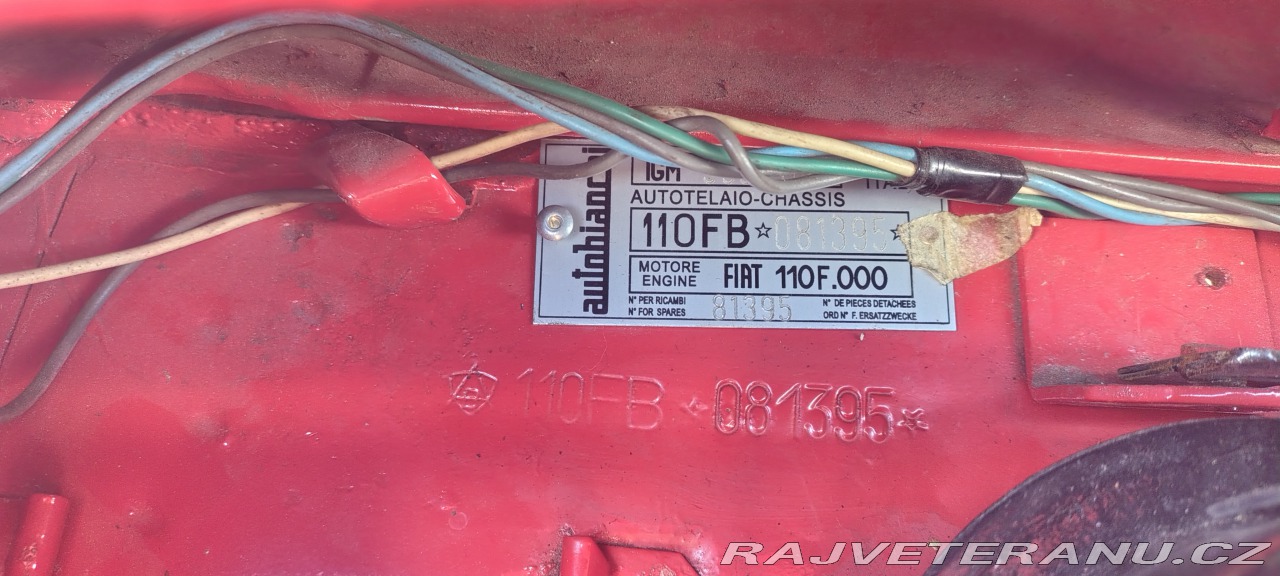 autobianchi
IGM
AUTOTELAIO-CHASSIS
110FB ☆081395☆
MOTORE
ENGINE
FIAT 110F.000
N° PER RICAMBI
N° FOR SPARES
81395
N° DE PIECES DETACHEES
ORD N° F. ERSATZZWECKE
110FB 081395
RAJVETERANU.CZ